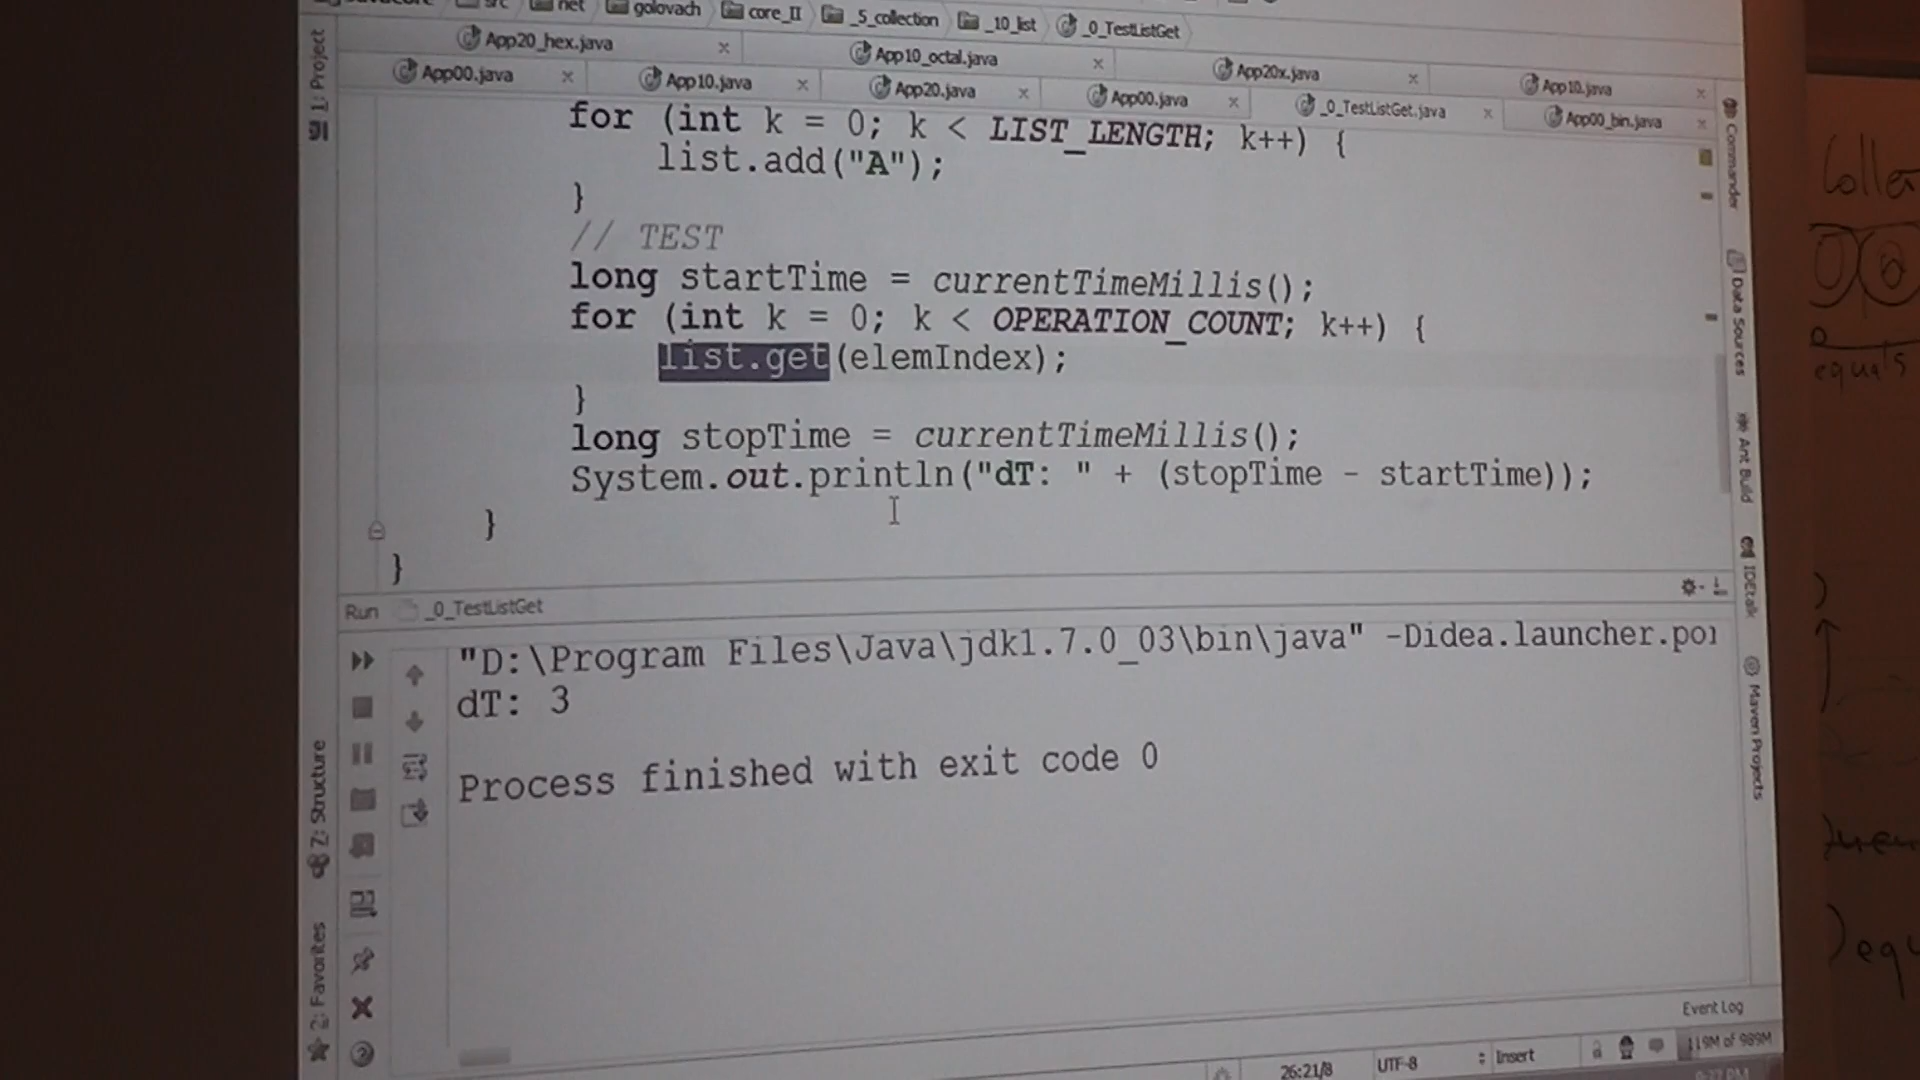 src net golovach core_II _5_collection _10_list _0_TestListGet
App20_hex.java App10_octal.java App20x.java App10.java
App00.java App10.java App20.java App00.java _0_TestListGet.java App00_bin.java
1: Project
for (int k = 0; k < LIST_LENGTH; k++) {
list.add("A");
}
// TEST
long startTime = currentTimeMillis();
for (int k = 0; k < OPERATION_COUNT; k++) {
list.get(elemIndex);
}
long stopTime = currentTimeMillis();
System.out.println("dT: " + (stopTime - startTime));
}
}
Commander
Data Sources
Ant Build
IDEtalk
Maven Projects
equals
Run _0_TestListGet
"D:\Program Files\Java\jdk1.7.0_03\bin\java" -Didea.launcher.por
dT: 3
Process finished with exit code 0
7: Structure
2: Favorites
Event Log
26:21/8 UTF-8 Insert 119M of 989M